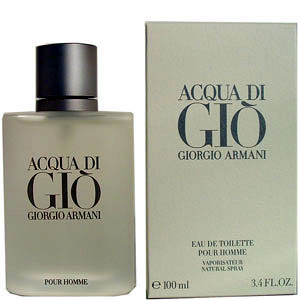 ACQUA DI
GIÒ
GIORGIO ARMANI
POUR HOMME
ACQUA DI
GIÒ
GIORGIO ARMANI
EAU DE TOILETTE
POUR HOMME
VAPORISATEUR
NATURAL SPRAY
e 100 ml
3.4 FL.OZ.